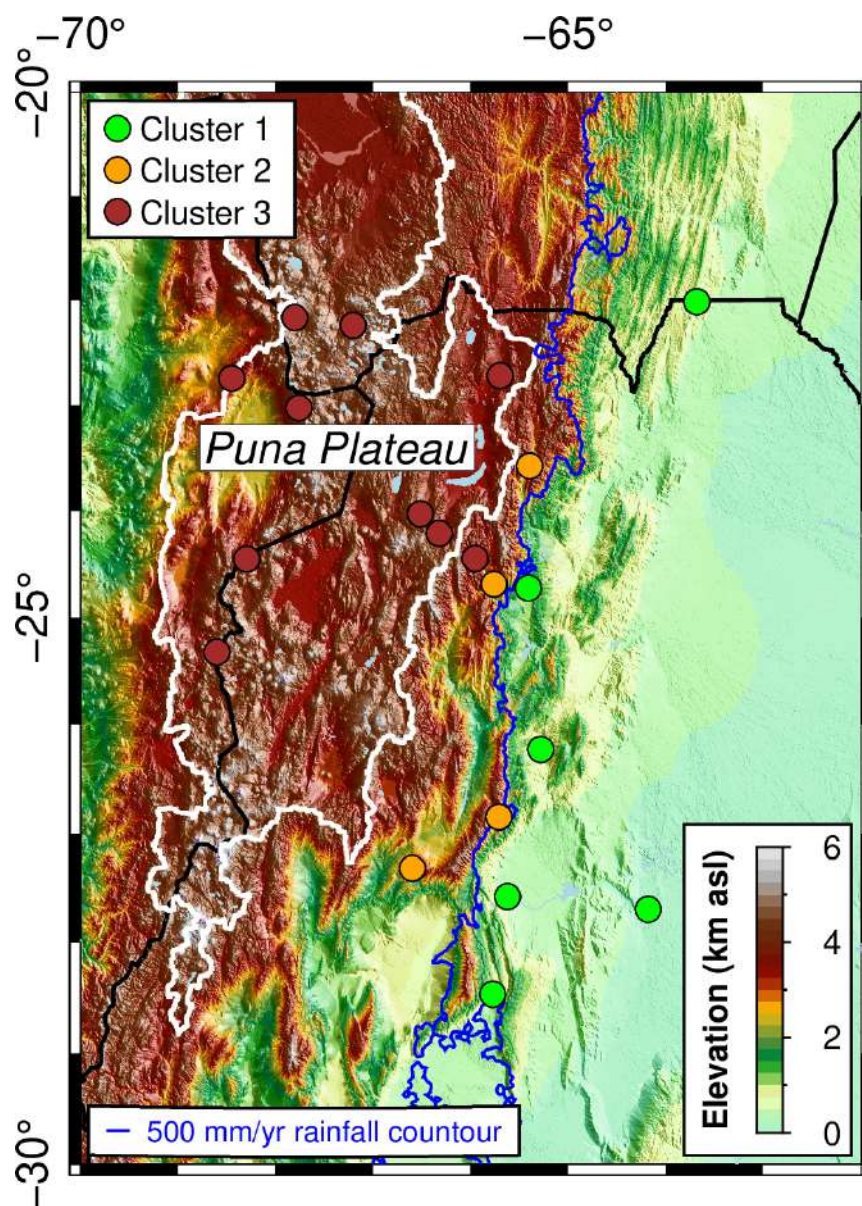 −70°
−65°
−20°
Cluster 1
Cluster 2
Cluster 3
Puna Plateau
−25°
Elevation (km asl)
6
4
2
0
500 mm/yr rainfall countour
−30°